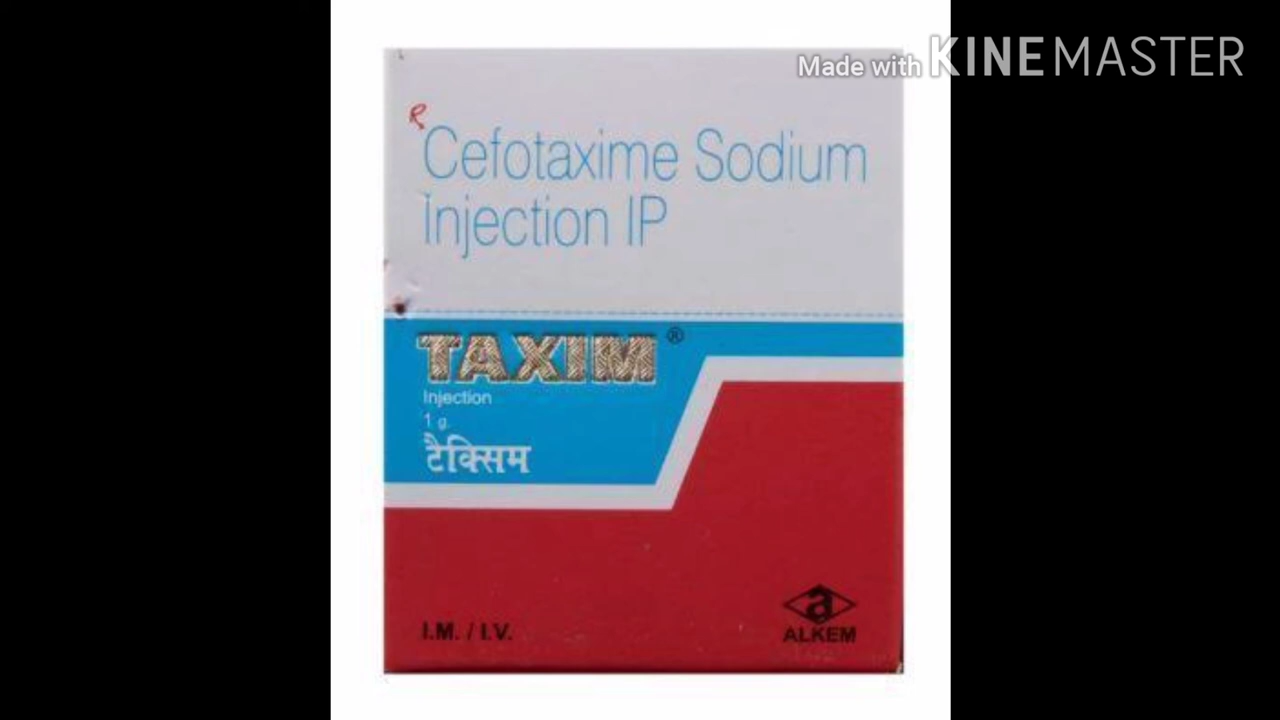 Made with KINEMASTER
Cefotaxime Sodium
Injection IP
TAXIM®
Injection
1 g.
टैक्सिम
I.M. / I.V.
a
ALKEM